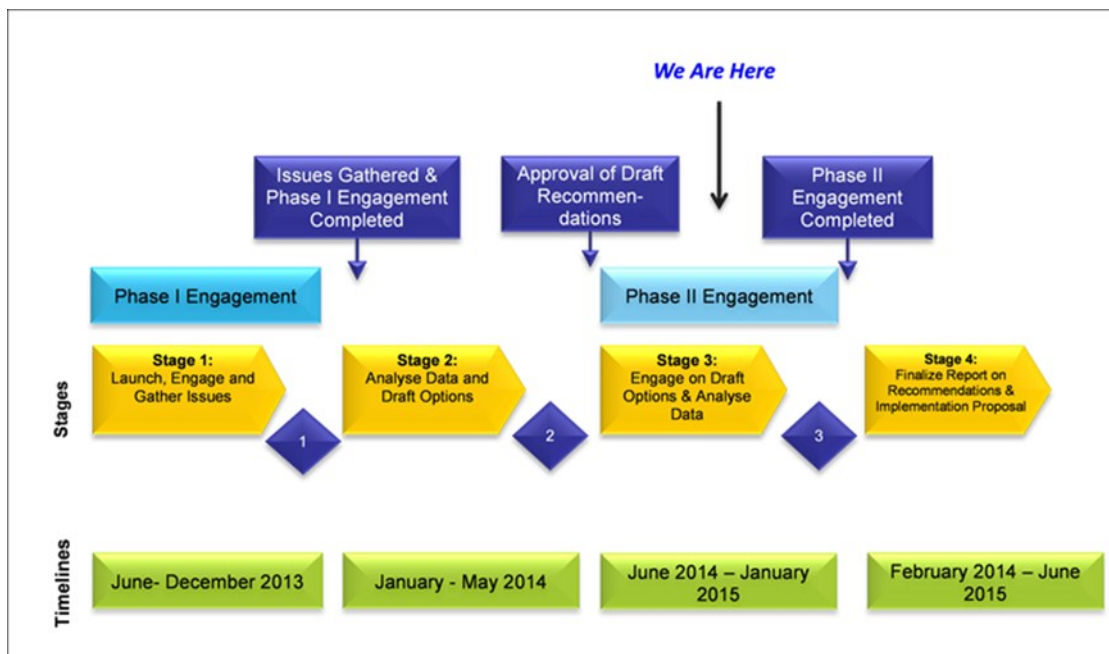 We Are Here
Issues Gathered &
Phase I Engagement
Completed
Approval of Draft
Recommen-
dations
Phase II
Engagement
Completed
Phase I Engagement
Phase II Engagement
Stages
Stage 1:
Launch, Engage and
Gather Issues
1
Stage 2:
Analyse Data and
Draft Options
2
Stage 3:
Engage on Draft
Options & Analyse
Data
3
Stage 4:
Finalize Report on
Recommendations &
Implementation Proposal
Timelines
June- December 2013
January - May 2014
June 2014 – January
2015
February 2014 – June
2015